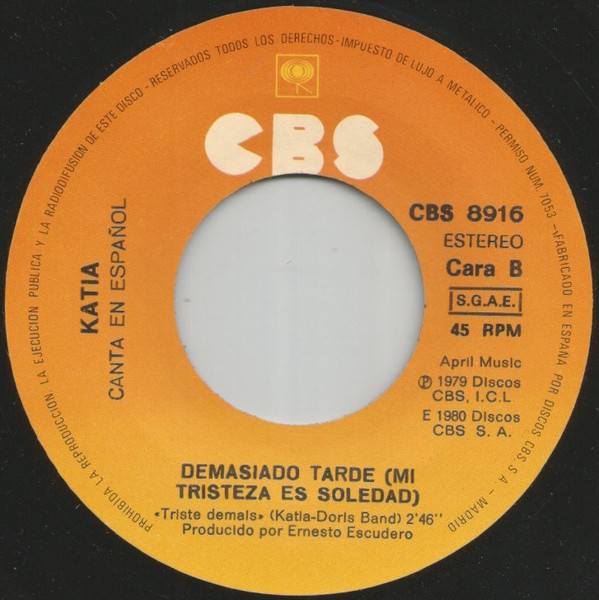 PROHIBIDA LA REPRODUCCION, LA EJECUCION PUBLICA Y LA RADIODIFUSION DE ESTE DISCO - RESERVADOS TODOS LOS DERECHOS - IMPUESTO DE LUJO A METALICO - PERMISO NUM. 7053 - FABRICADO EN ESPAÑA POR DISCOS CBS, S. A. - MADRID
CBS
KATIA
CANTA EN ESPAÑOL
CBS 8916
ESTEREO
Cara B
S.G.A.E.
45 RPM
April Music
Ⓟ 1979 Discos
CBS, I.C.L
E 1980 Discos
CBS S. A.
DEMASIADO TARDE (MI
TRISTEZA ES SOLEDAD)
«Triste demais» (Katia-Doris Band) 2'46''
Producido por Ernesto Escudero